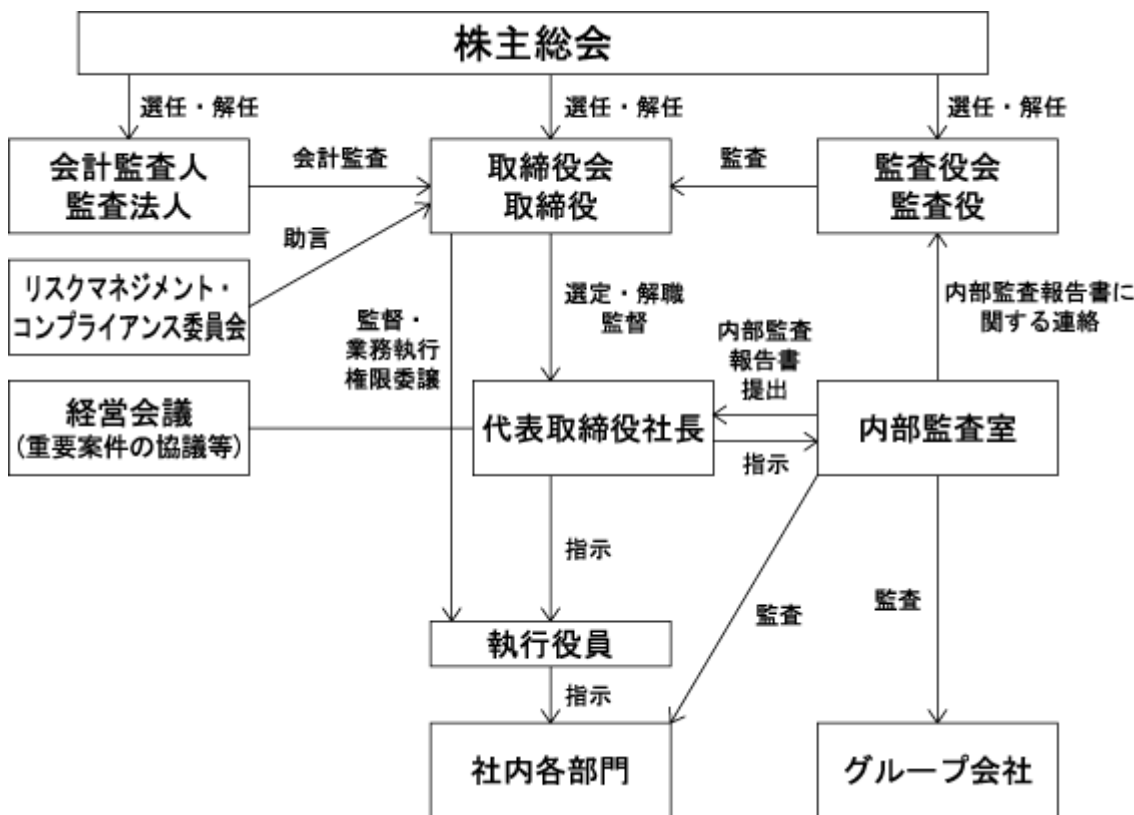 株主総会
選任・解任
選任・解任
選任・解任
会計監査人
監査法人
会計監査
取締役会
取締役
監査
監査役会
監査役
助言
リスクマネジメント・
コンプライアンス委員会
監督・
業務執行
権限委譲
選定・解職
監督
内部監査
報告書
提出
内部監査報告書に
関する連絡
経営会議
(重要案件の協議等)
代表取締役社長
指示
内部監査室
指示
監査
監査
執行役員
指示
社内各部門
グループ会社